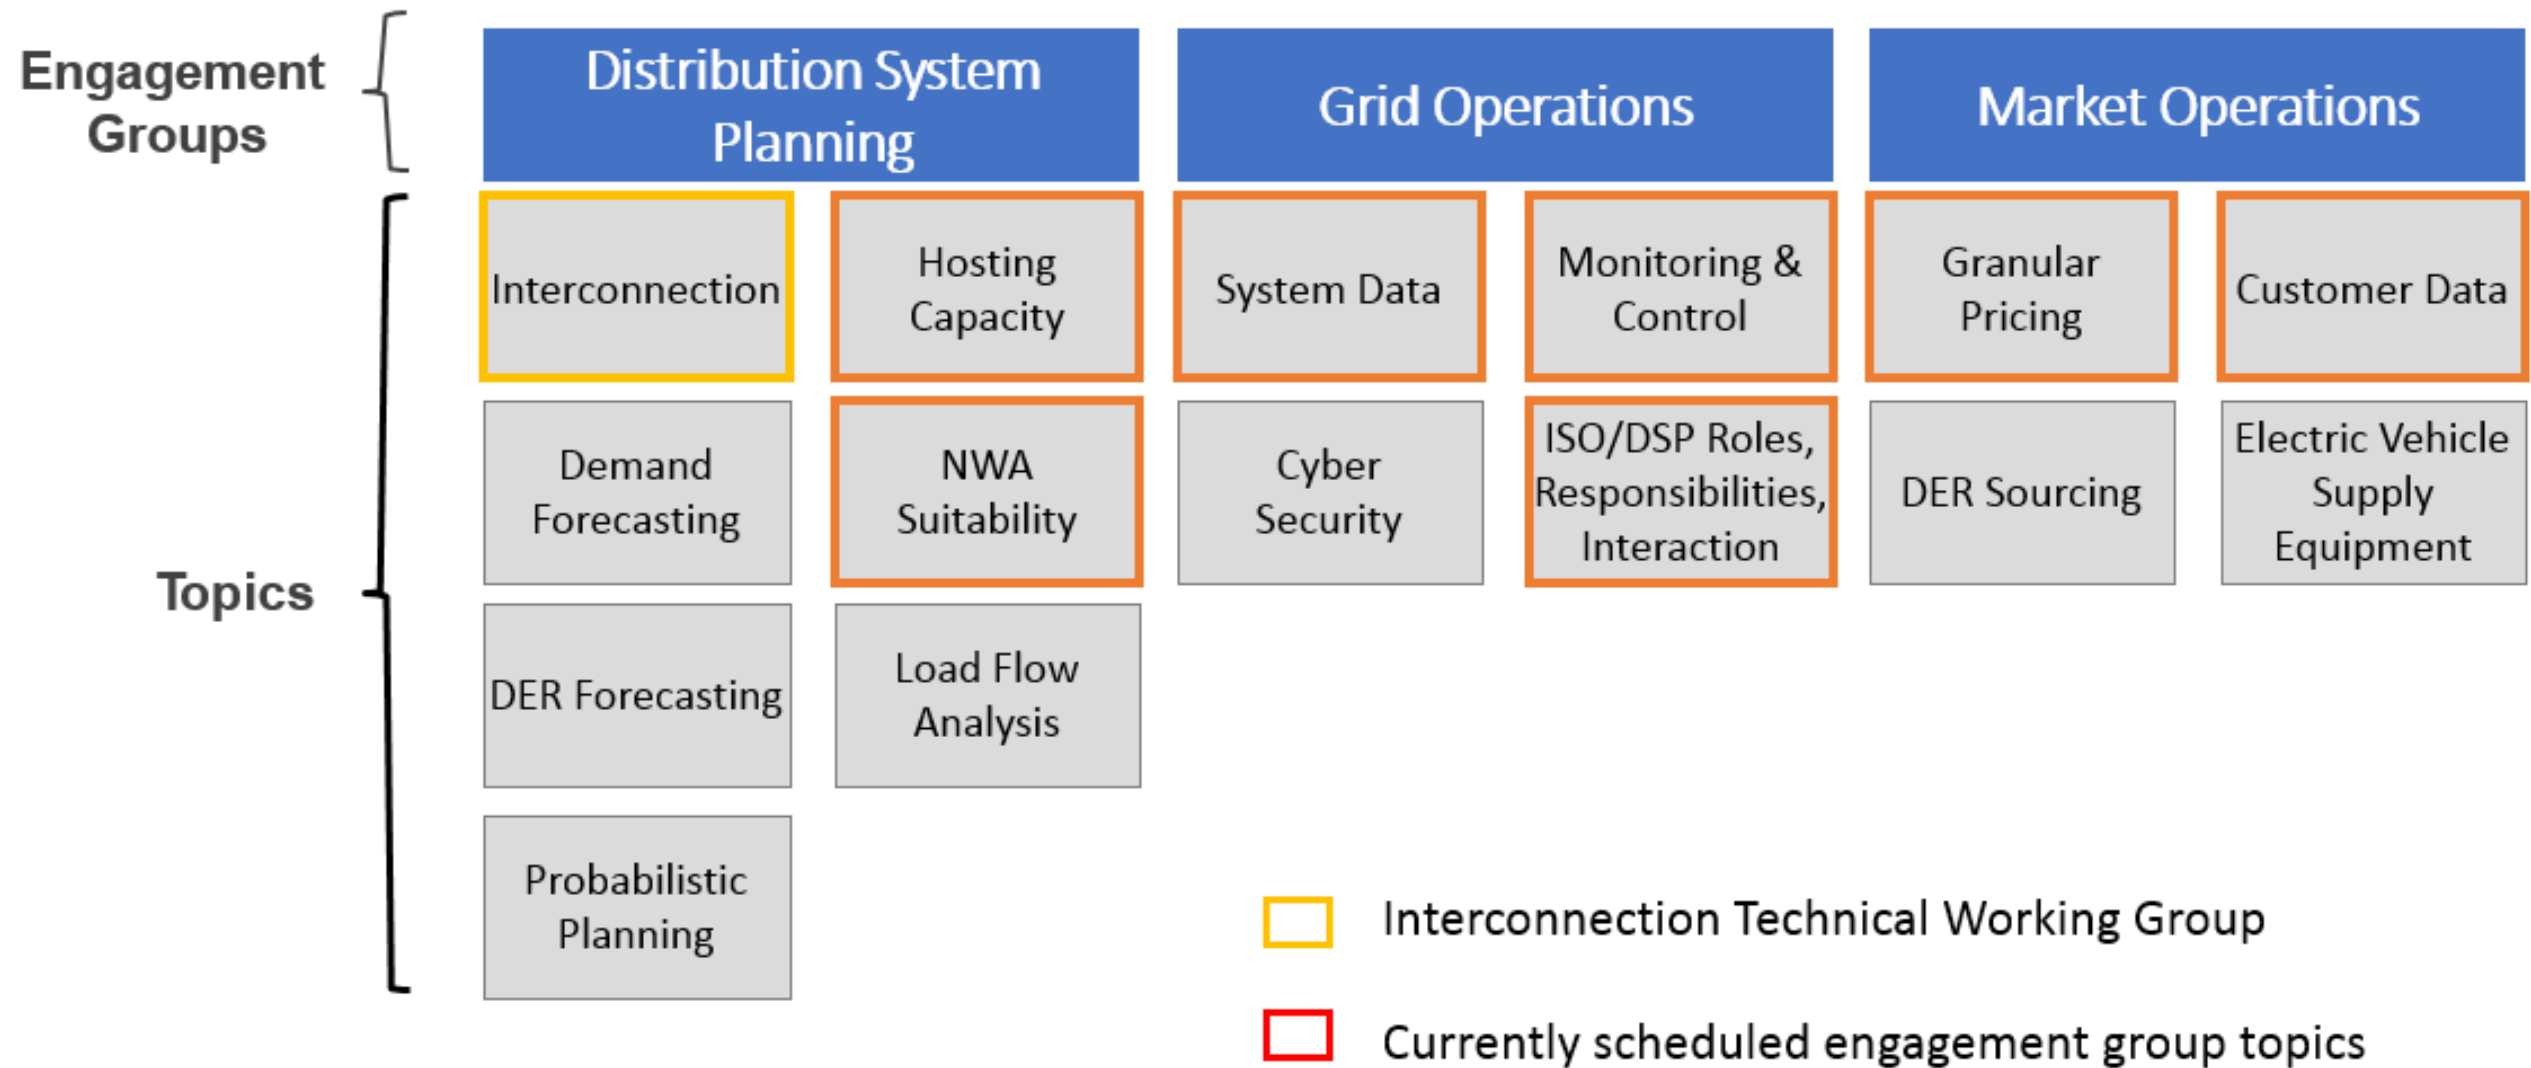 Engagement
Groups
Distribution System
Planning
Grid Operations
Market Operations
Topics
Interconnection
Hosting
Capacity
System Data
Monitoring &
Control
Granular
Pricing
Customer Data
Demand
Forecasting
NWA
Suitability
Cyber
Security
ISO/DSP Roles,
Responsibilities,
Interaction
DER Sourcing
Electric Vehicle
Supply
Equipment
DER Forecasting
Load Flow
Analysis
Probabilistic
Planning
Interconnection Technical Working Group
Currently scheduled engagement group topics